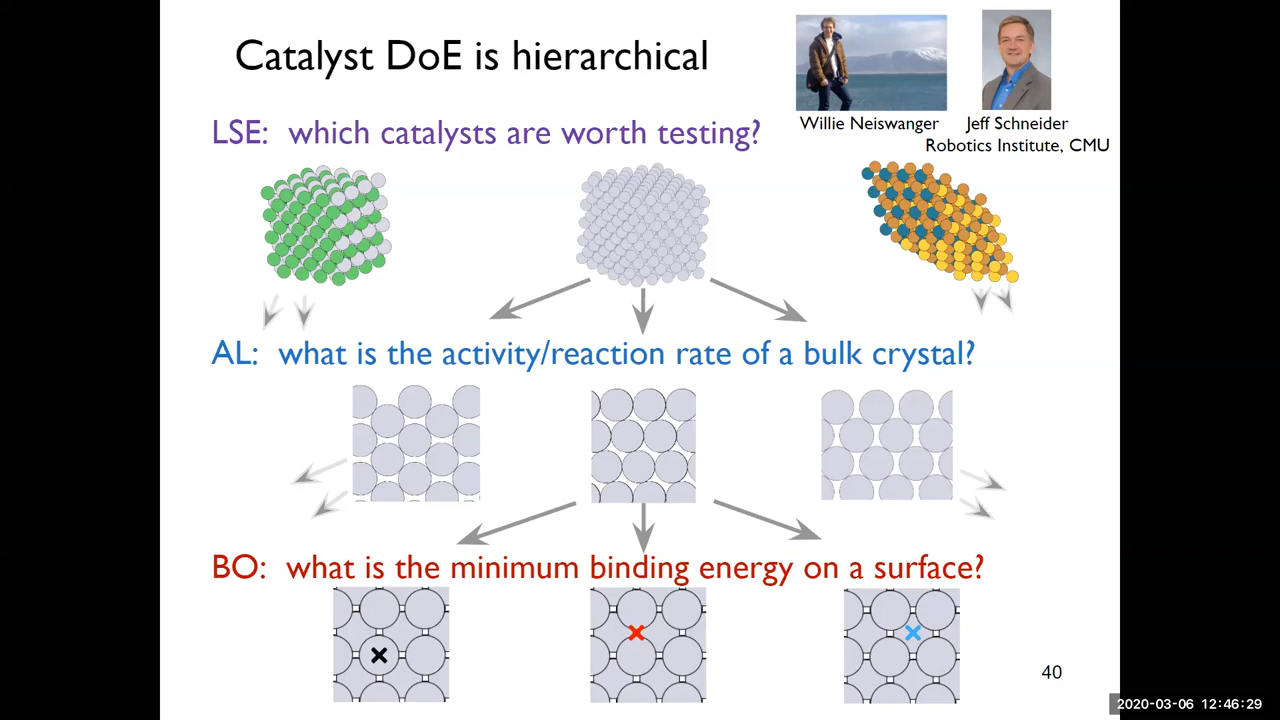 Catalyst DoE is hierarchical
Willie Neiswanger
Jeff Schneider
Robotics Institute, CMU
LSE: which catalysts are worth testing?
AL: what is the activity/reaction rate of a bulk crystal?
BO: what is the minimum binding energy on a surface?
40
2020-03-06 12:46:29